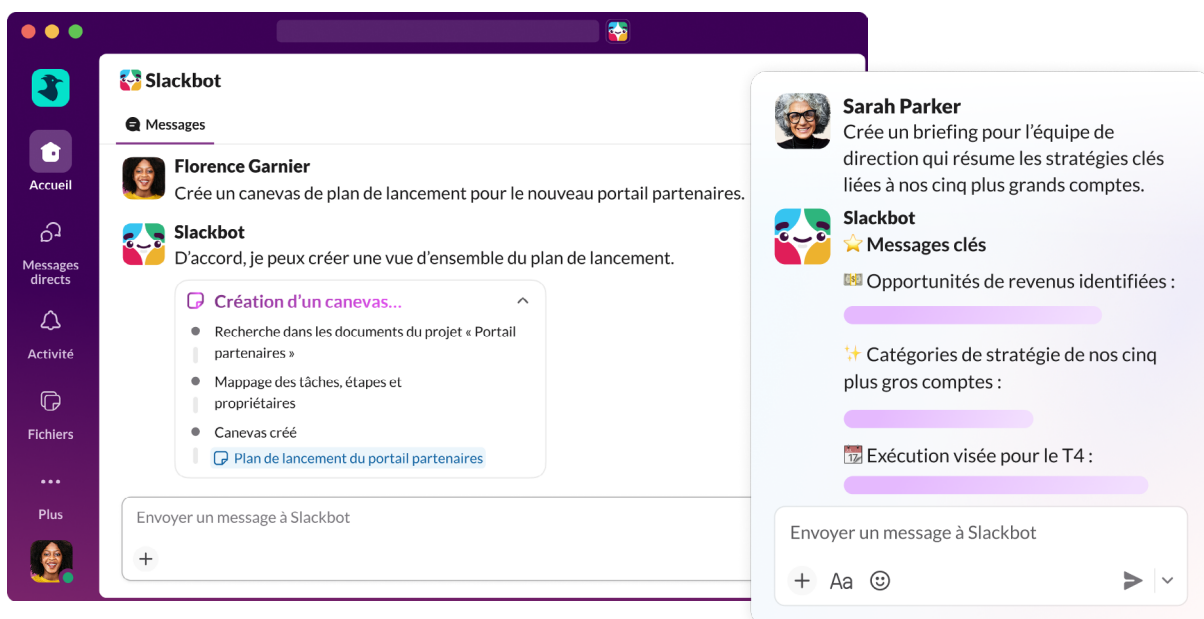 Slackbot
Messages
Accueil
Messages
directs
Activité
Fichiers
Plus
Florence Garnier
Crée un canevas de plan de lancement pour le nouveau portail partenaires.
Slackbot
D’accord, je peux créer une vue d’ensemble du plan de lancement.
Création d’un canevas...
Recherche dans les documents du projet « Portail
partenaires »
Mappage des tâches, étapes et
propriétaires
Canevas créé
Plan de lancement du portail partenaires
Envoyer un message à Slackbot
Sarah Parker
Crée un briefing pour l’équipe de
direction qui résume les stratégies clés
liées à nos cinq plus grands comptes.
Slackbot
⭐ Messages clés
💵 Opportunités de revenus identifiées :
✨ Catégories de stratégie de nos cinq
plus gros comptes :
📆 Exécution visée pour le T4 :
Envoyer un message à Slackbot
Aa